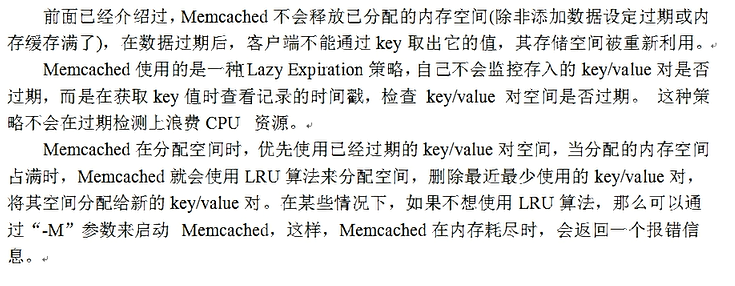 前面已经介绍过，Memcached 不会释放已分配的内存空间(除非添加数据设定过期或内
存缓存满了)，在数据过期后，客户端不能通过 key 取出它的值，其存储空间被重新利用。
Memcached 使用的是一种 Lazy Expiration 策略，自己不会监控存入的 key/value 对是否
过期，而是在获取 key 值时查看记录的时间戳，检查 key/value 对空间是否过期。 这种策
略不会在过期检测上浪费 CPU 资源。
Memcached 在分配空间时，优先使用已经过期的 key/value 对空间，当分配的内存空间
占满时，Memcached 就会使用 LRU 算法来分配空间，删除最近最少使用的 key/value 对，
将其空间分配给新的 key/value 对。在某些情况下，如果不想使用 LRU 算法，那么可以通
过“-M”参数来启动 Memcached，这样，Memcached 在内存耗尽时，会返回一个报错信
息。